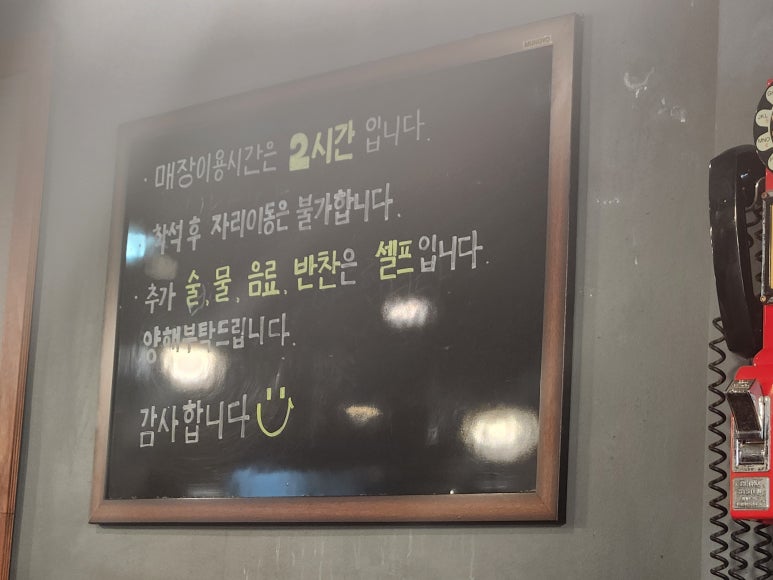 · 매장이용시간은 2시간 입니다.
착석 후 자리이동은 불가합니다.
· 추가 술, 물, 음료, 반찬은 셀프입니다.
양해부탁드립니다.
감사합니다
JKL
MNO